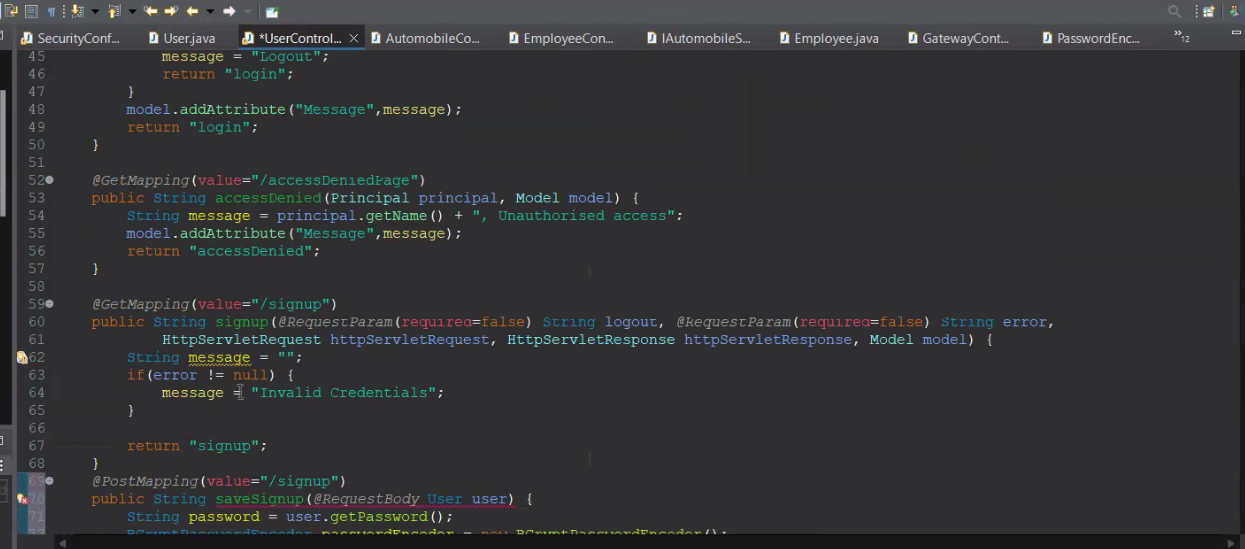 SecurityConf... User.java *UserControl... AutomobileCo... EmployeeCon... IAutomobileS... Employee.java GatewayCont... PasswordEnc... »12
45 message = "Logout";
46 return "login";
47 }
48 model.addAttribute("Message",message);
49 return "login";
50 }
51
52 @GetMapping(value="/accessDeniedPage")
53 public String accessDenied(Principal principal, Model model) {
54 String message = principal.getName() + ", Unauthorised access";
55 model.addAttribute("Message",message);
56 return "accessDenied";
57 }
58
59 @GetMapping(value="/signup")
60 public String signup(@RequestParam(required=false) String logout, @RequestParam(required=false) String error,
61 HttpServletRequest httpServletRequest, HttpServletResponse httpServletResponse, Model model) {
62 String message = "";
63 if(error != null) {
64 message = "Invalid Credentials";
65 }
66
67 return "signup";
68 }
69 @PostMapping(value="/signup")
70 public String saveSignup(@RequestBody User user) {
71 String password = user.getPassword();
72 BCryptPasswordEncoder passwordEncoder = new BCryptPasswordEncoder();